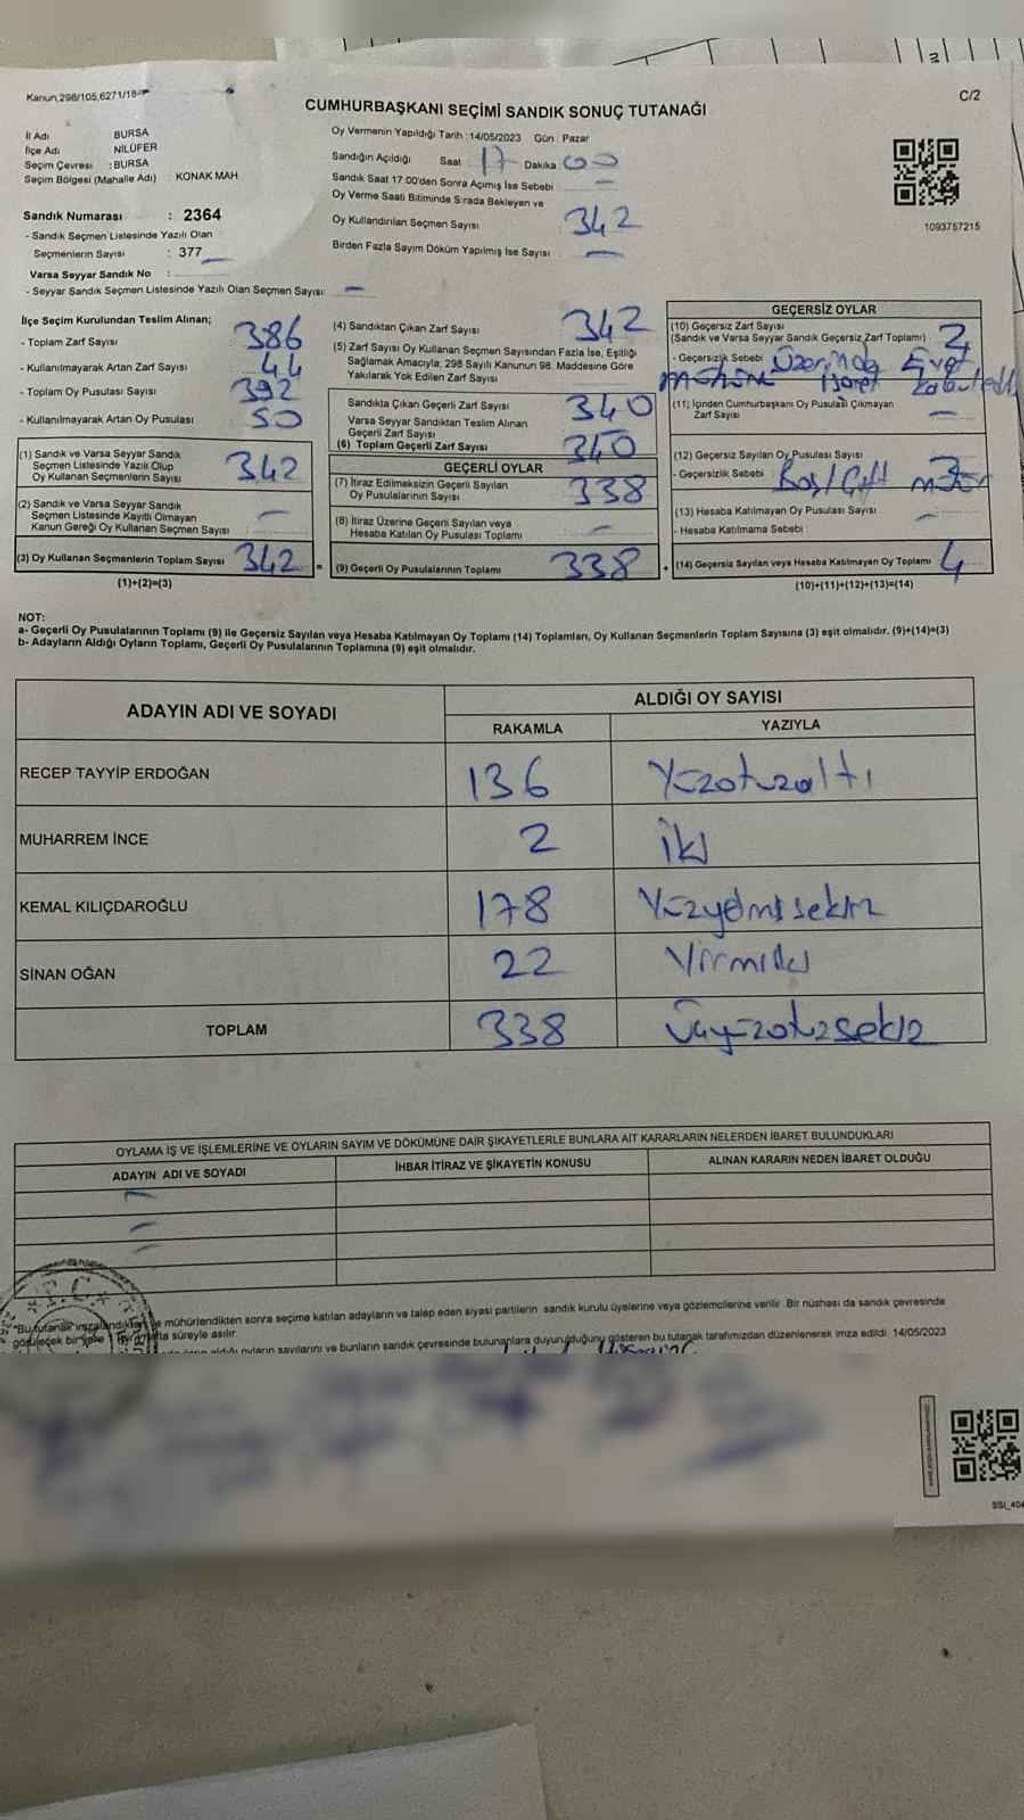 Kanun,298/105,6271/18
C/2
CUMHURBAŞKANI SEÇİMİ SANDIK SONUÇ TUTANAĞI
İl Adı BURSA
İlçe Adı NİLÜFER
Seçim Çevresi : BURSA
Seçim Bölgesi (Mahalle Adı) KONAK MAH
Sandık Numarası : 2364
- Sandık Seçmen Listesinde Yazılı Olan
Seçmenlerin Sayısı : 377
Varsa Seyyar Sandık No :
- Seyyar Sandık Seçmen Listesinde Yazılı Olan Seçmen Sayısı: —
Oy Vermenin Yapıldığı Tarih : 14/05/2023 Gün : Pazar
Sandığın Açıldığı Saat 17 Dakika 00
Sandık Saat 17:00'den Sonra Açımış İse Sebebi —
Oy Verme Saati Bitiminde Sırada Bekleyen ve
Oy Kullandırılan Seçmen Sayısı 342
Birden Fazla Sayım Döküm Yapılmış İse Sayısı —
1093757215
İlçe Seçim Kurulundan Teslim Alınan;
- Toplam Zarf Sayısı 386
- Kullanılmayarak Artan Zarf Sayısı 44
- Toplam Oy Pusulası Sayısı 392
- Kullanılmayarak Artan Oy Pusulası 50
(1) Sandık ve Varsa Seyyar Sandık
Seçmen Listesinde Yazılı Olup
Oy Kullanan Seçmenlerin Sayısı 342
(2) Sandık ve Varsa Seyyar Sandık
Seçmen Listesinde Kayıtlı Olmayan
Kanun Gereği Oy Kullanan Seçmen Sayısı —
(3) Oy Kullanan Seçmenlerin Toplam Sayısı 342 =
(1)+(2)=(3)
(4) Sandıktan Çıkan Zarf Sayısı 342
(5) Zarf Sayısı Oy Kullanan Seçmen Sayısından Fazla İse, Eşitliği
Sağlamak Amacıyla, 298 Sayılı Kanunun 98. Maddesine Göre
Yakılarak Yok Edilen Zarf Sayısı
Sandıkta Çıkan Geçerli Zarf Sayısı 340
Varsa Seyyar Sandıktan Teslim Alınan
Geçerli Zarf Sayısı
(6) Toplam Geçerli Zarf Sayısı 340
GEÇERLİ OYLAR
(7) İtiraz Edilmeksizin Geçerli Sayılan
Oy Pusulalarının Sayısı 338
(8) İtiraz Üzerine Geçerli Sayılan veya
Hesaba Katılan Oy Pusulası Toplamı —
(9) Geçerli Oy Pusulalarının Toplamı 338 +
GEÇERSİZ OYLAR
(10) Geçersiz Zarf Sayısı
(Sandık ve Varsa Seyyar Sandık Geçersiz Zarf Toplamı) 2
- Geçersizlik Sebebi Üzerinde Evet
işaret
(11) İçinden Cumhurbaşkanı Oy Pusulası Çıkmayan
Zarf Sayısı —
(12) Geçersiz Sayılan Oy Pusulası Sayısı 2
- Geçersizlik Sebebi Boş/Çift mühür
(13) Hesaba Katılmayan Oy Pusulası Sayısı —
- Hesaba Katılmama Sebebi :
(14) Geçersiz Sayılan veya Hesaba Katılmayan Oy Toplamı 4
(10)+(11)+(12)+(13)=(14)
NOT:
a- Geçerli Oy Pusulalarının Toplamı (9) ile Geçersiz Sayılan veya Hesaba Katılmayan Oy Toplamı (14) Toplamları, Oy Kullanan Seçmenlerin Toplam Sayısına (3) eşit olmalıdır. (9)+(14)=(3)
b- Adayların Aldığı Oyların Toplamı, Geçerli Oy Pusulalarının Toplamına (9) eşit olmalıdır.
ADAYIN ADI VE SOYADI ALDIĞI OY SAYISI
RAKAMLA YAZIYLA
RECEP TAYYİP ERDOĞAN 136 Yüzotuzaltı
MUHARREM İNCE 2 İki
KEMAL KILIÇDAROĞLU 178 Yüzyetmişsekiz
SİNAN OĞAN 22 Yirmiiki
TOPLAM 338 Üçyüzotuzsekiz
OYLAMA İŞ VE İŞLEMLERİNE VE OYLARIN SAYIM VE DÖKÜMÜNE DAİR ŞİKAYETLERLE BUNLARA AİT KARARLARIN NELERDEN İBARET BULUNDUKLARI
ADAYIN ADI VE SOYADI İHBAR İTİRAZ VE ŞİKAYETİN KONUSU ALINAN KARARIN NEDEN İBARET OLDUĞU
—
—
—
T.C.
*Bu tutanak imzalandıktan ve mühürlendikten sonra seçime katılan adayların ve talep eden siyasi partilerin sandık kurulu üyelerine veya gözlemcilerine verilir. Bir nüshası da sandık çevresinde
görülecek bir yere 1 hafta süreyle asılır.
aldığı oyların sayılarını ve bunların sandık çevresinde bulunanlara duyurulduğunu gösteren bu tutanak tarafımızdan düzenlenerek imza edildi. 14/05/2023